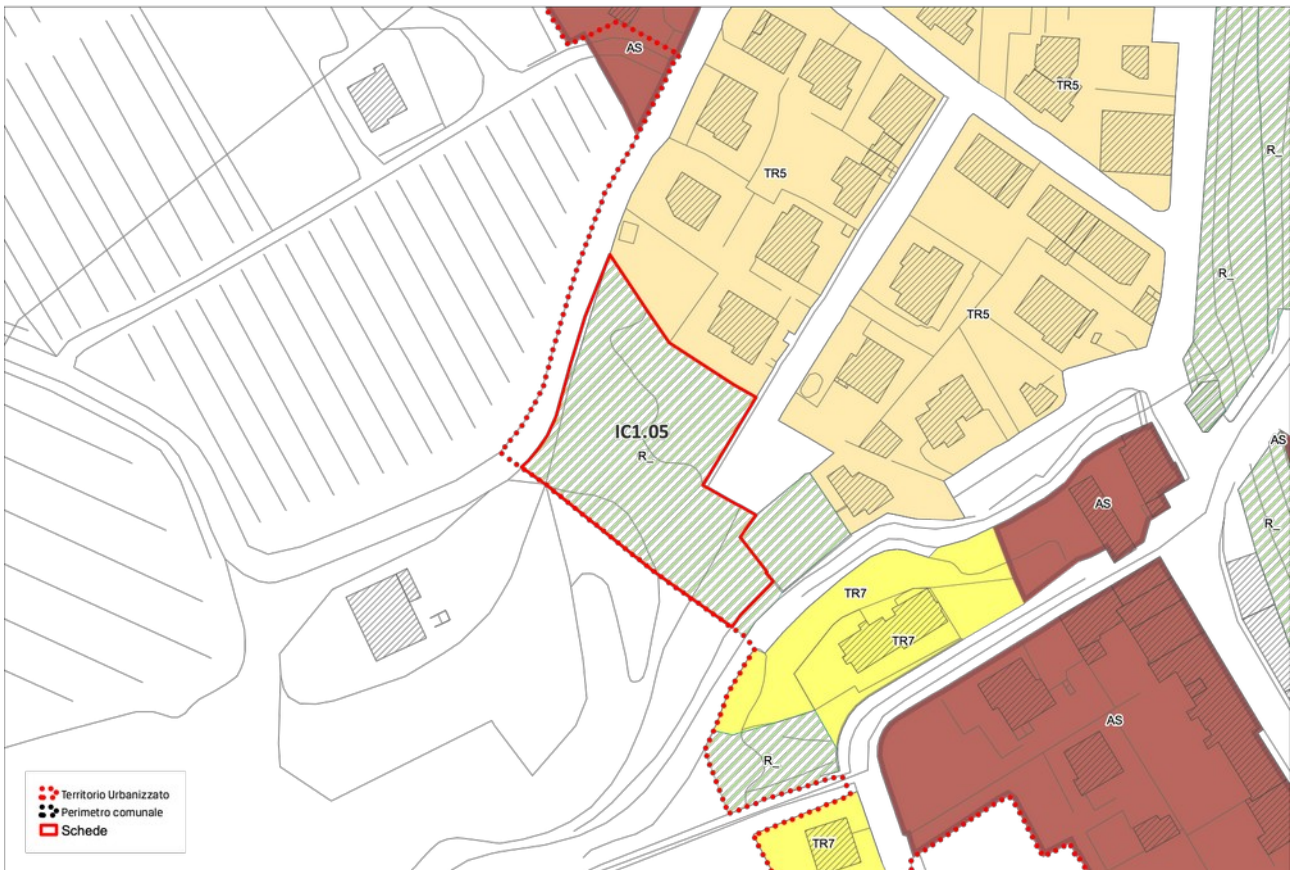 AS
TR5
TR5
R_
TR5
R_
TR5
IC1.05
R_
AS
R_
AS
TR7
TR7
AS
R_
TR7
Territorio Urbanizzato
Perimetro comunale
Schede